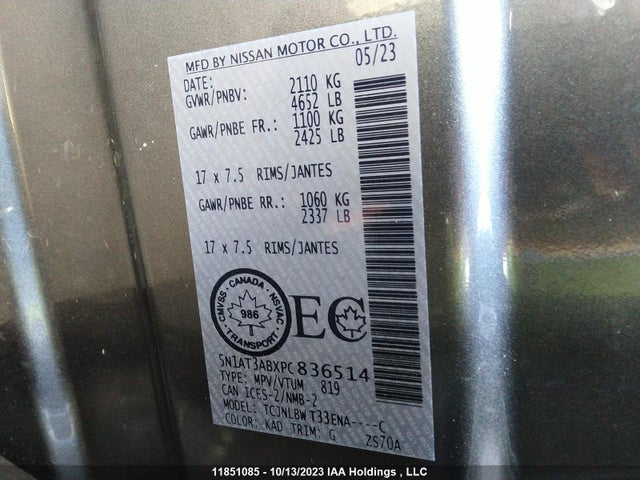 MFD BY NISSAN MOTOR CO., LTD.
DATE: 05/23
GVWR/PNBV: 2110 KG
4652 LB
GAWR/PNBE FR.: 1100 KG
2425 LB
17 x 7.5 RIMS/JANTES
GAWR/PNBE RR.: 1060 KG
2337 LB
17 x 7.5 RIMS/JANTES
CANADA
CMVSS NSVAC
986
TRANSPORT
EC
5N1AT3ABXPC836514
TYPE: MPV/VTUM 819
CAN ICES-2/NMB-2
MODEL: TCJNLBWT33ENA----C
COLOR: KAD TRIM: G ZS70A
11851085 - 10/13/2023 IAA Holdings , LLC